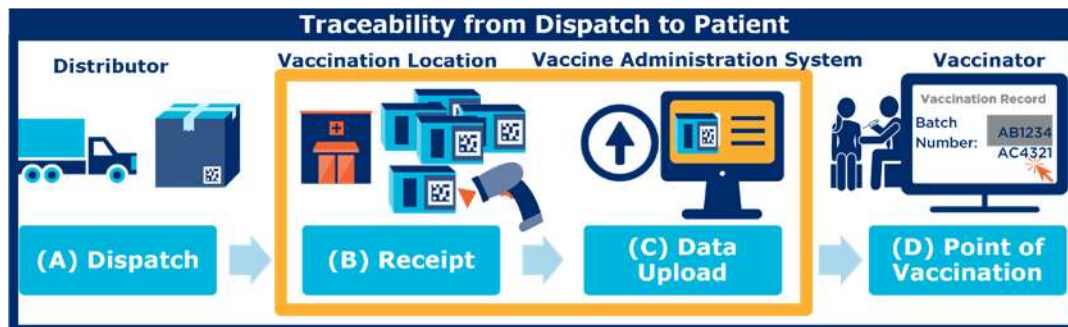 Traceability from Dispatch to Patient
Distributor
Vaccination Location
Vaccine Administration System
Vaccinator
Vaccination Record
Batch
Number:
AB1234
AC4321
(A) Dispatch
(B) Receipt
(C) Data
Upload
(D) Point of
Vaccination